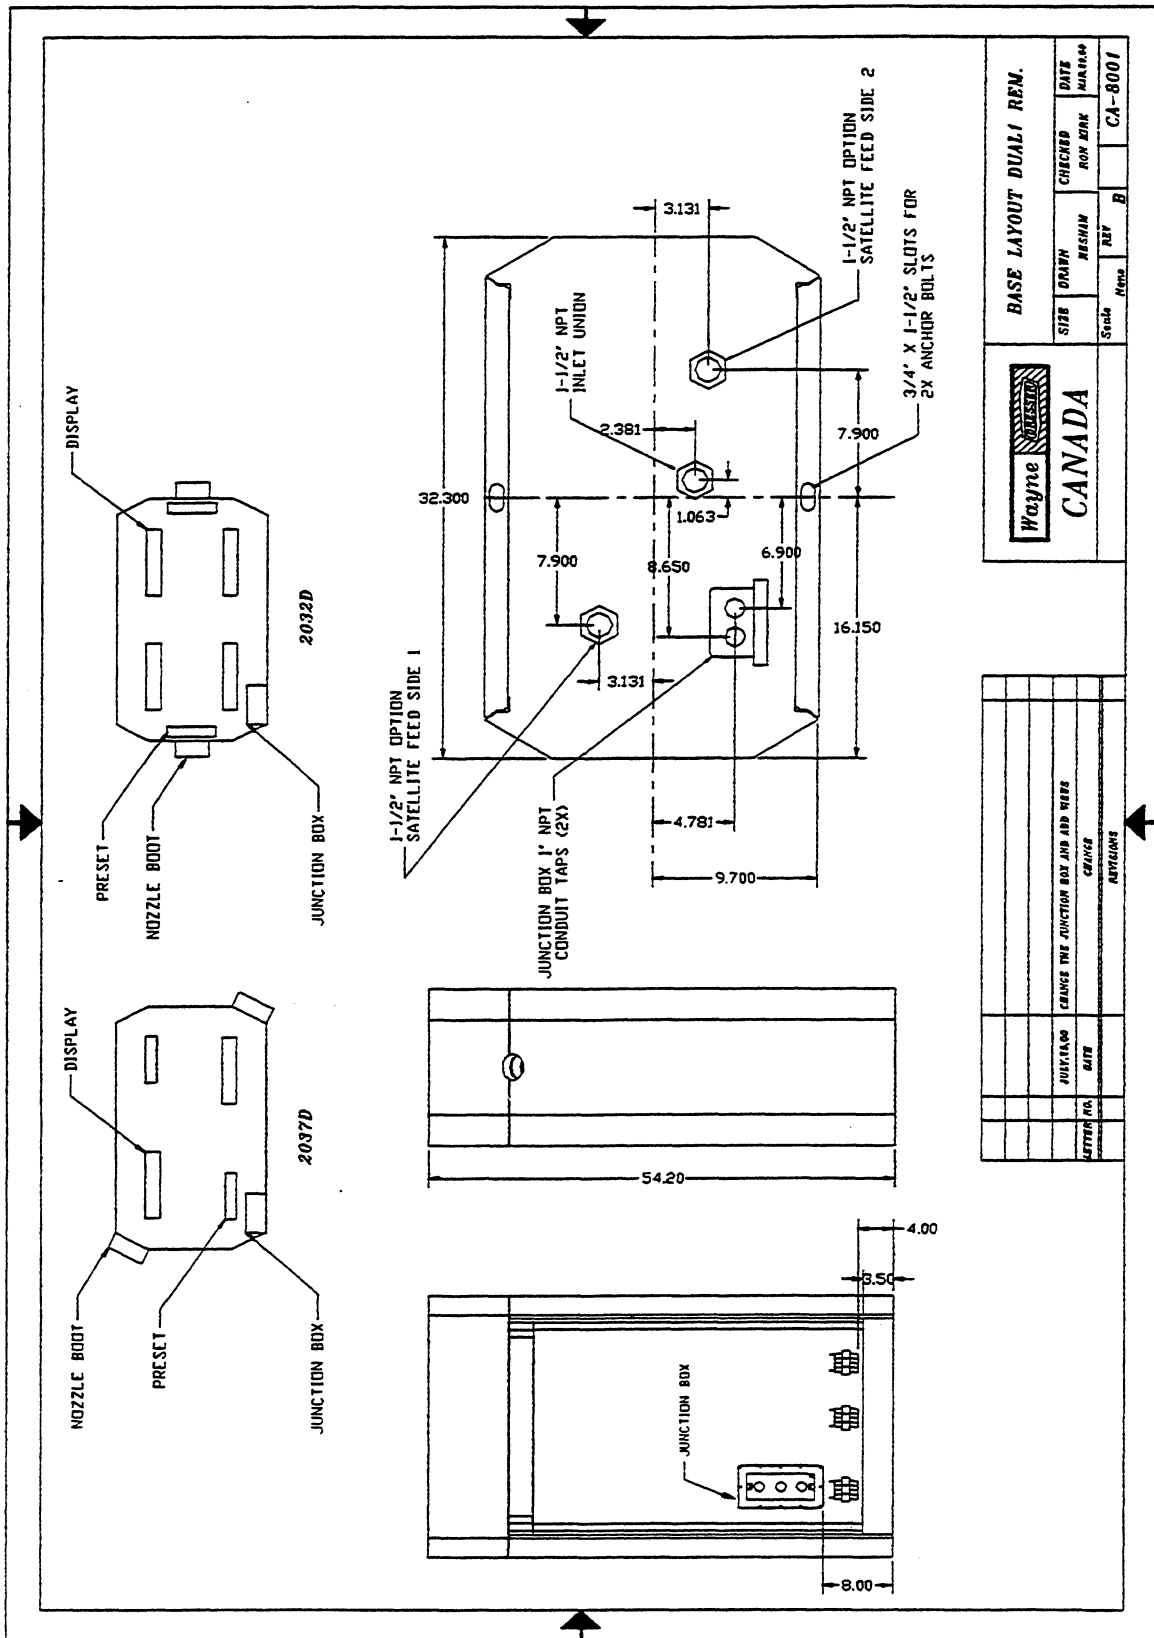 NOZZLE BOOT
DISPLAY
PRESET
JUNCTION BOX
2037D
PRESET
DISPLAY
NOZZLE BOOT
JUNCTION BOX
2032D
JUNCTION BOX
8.00
3.50
4.00
54.20
1-1/2' NPT OPTION
SATELLITE FEED SIDE 1
JUNCTION BOX 1' NPT
CONDUIT TAPS (2X)
1-1/2' NPT
INLET UNION
1-1/2' NPT OPTION
SATELLITE FEED SIDE 2
3/4' X 1-1/2' SLOTS FOR
2X ANCHOR BOLTS
32.300
7.900
3.131
8.650
2.381
1.063
6.900
3.131
7.900
16.150
4.781
9.700
JULY,
CHANGE THE JUNCTION BOX AND ADD
LETTER
NO.
DATE
CHANGE
REVISIONS
Wayne
DRESSER
CANADA
BASE LAYOUT DUAL1 REM.
SIZE
DRAWN
HESHAM
CHECKED
RON KIRK
DATE
Scale
None
REV
B
CA-8001